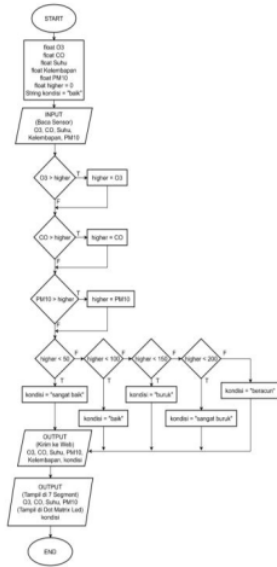 START
float O3
float CO
float Suhu
float Kelembapan
float PM10
float higher = 0
String kondisi = "baik"
INPUT
(Baca Sensor)
O3, CO, Suhu,
Kelembapan, PM10
O3 > higher
T
higher = O3
F
CO > higher
T
higher = CO
F
PM10 > higher
T
higher = PM10
F
higher < 50
F
higher < 100
F
higher < 150
F
higher < 200
F
T
T
T
T
kondisi = "sangat baik"
kondisi = "buruk"
kondisi = "beracun"
kondisi = "baik"
kondisi = "sangat buruk"
OUTPUT
(Kirim ke Web)
O3, CO, Suhu, PM10,
Kelembapan, kondisi
OUTPUT
(Tampil di 7 Segment)
O3, CO, Suhu, PM10
(Tampil di Dot Matrix Led)
kondisi
END